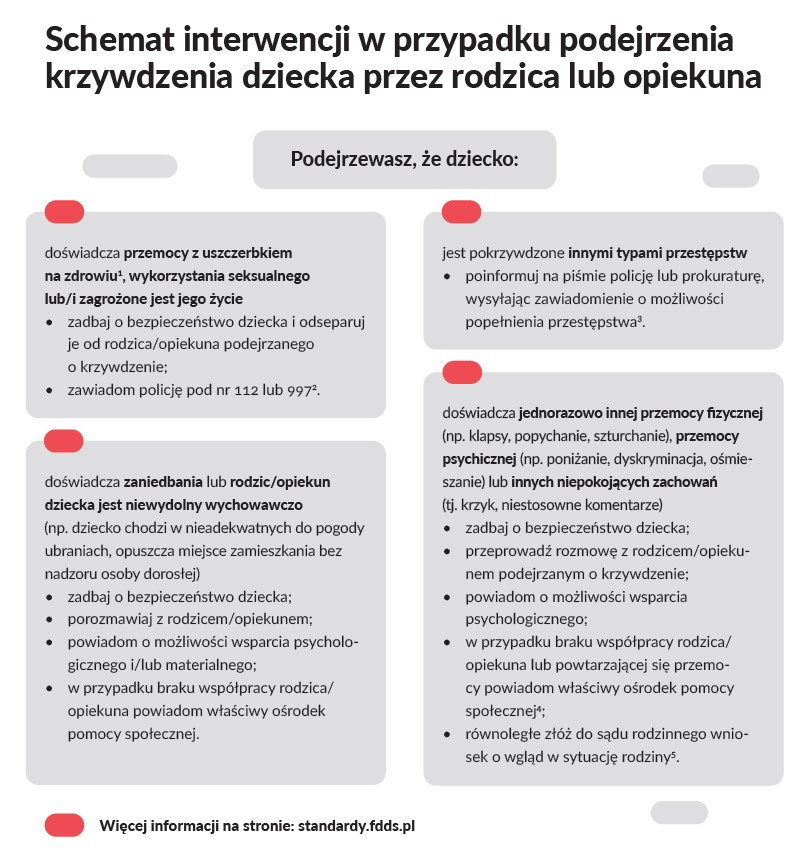 Schemat interwencji w przypadku podejrzenia
krzywdzenia dziecka przez rodzica lub opiekuna
Podejrzewasz, że dziecko:
doświadcza przemocy z uszczerbkiem
na zdrowiu¹, wykorzystania seksualnego
lub/i zagrożone jest jego życie
• zadbaj o bezpieczeństwo dziecka i odseparuj
je od rodzica/opiekuna podejrzanego
o krzywdzenie;
• zawiadom policję pod nr 112 lub 997².
doświadcza zaniedbania lub rodzic/opiekun
dziecka jest niewydolny wychowawczo
(np. dziecko chodzi w nieadekwatnych do pogody
ubraniach, opuszcza miejsce zamieszkania bez
nadzoru osoby dorosłej)
• zadbaj o bezpieczeństwo dziecka;
• porozmawiaj z rodzicem/opiekunem;
• powiadom o możliwości wsparcia psycholo-
gicznego i/lub materialnego;
• w przypadku braku współpracy rodzica/
opiekuna powiadom właściwy ośrodek
pomocy społecznej.
jest pokrzywdzone innymi typami przestępstw
• poinformuj na piśmie policję lub prokuraturę,
wysyłając zawiadomienie o możliwości
popełnienia przestępstwa³.
doświadcza jednorazowo innej przemocy fizycznej
(np. klapsy, popychanie, szturchanie), przemocy
psychicznej (np. poniżanie, dyskryminacja, ośmie-
szanie) lub innych niepokojących zachowań
(tj. krzyk, niestosowne komentarze)
• zadbaj o bezpieczeństwo dziecka;
• przeprowadź rozmowę z rodzicem/opieku-
nem podejrzanym o krzywdzenie;
• powiadom o możliwości wsparcia
psychologicznego;
• w przypadku braku współpracy rodzica/
opiekuna lub powtarzającej się przemo-
cy powiadom właściwy ośrodek pomocy
społecznej⁴;
• równoległe złóż do sądu rodzinnego wnio-
sek o wgląd w sytuację rodziny⁵.
Więcej informacji na stronie: standardy.fdds.pl